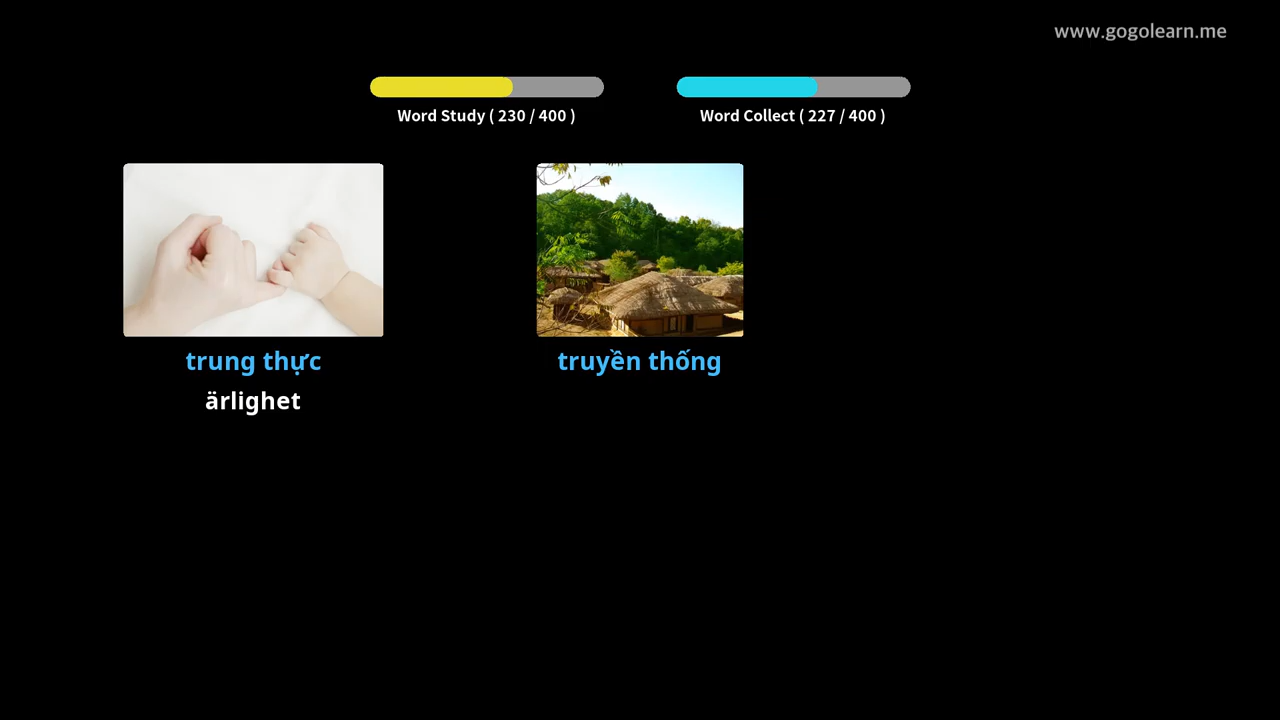 www.gogolearn.me
Word Study ( 230 / 400 )
Word Collect ( 227 / 400 )
trung thực
truyền thống
ärlighet